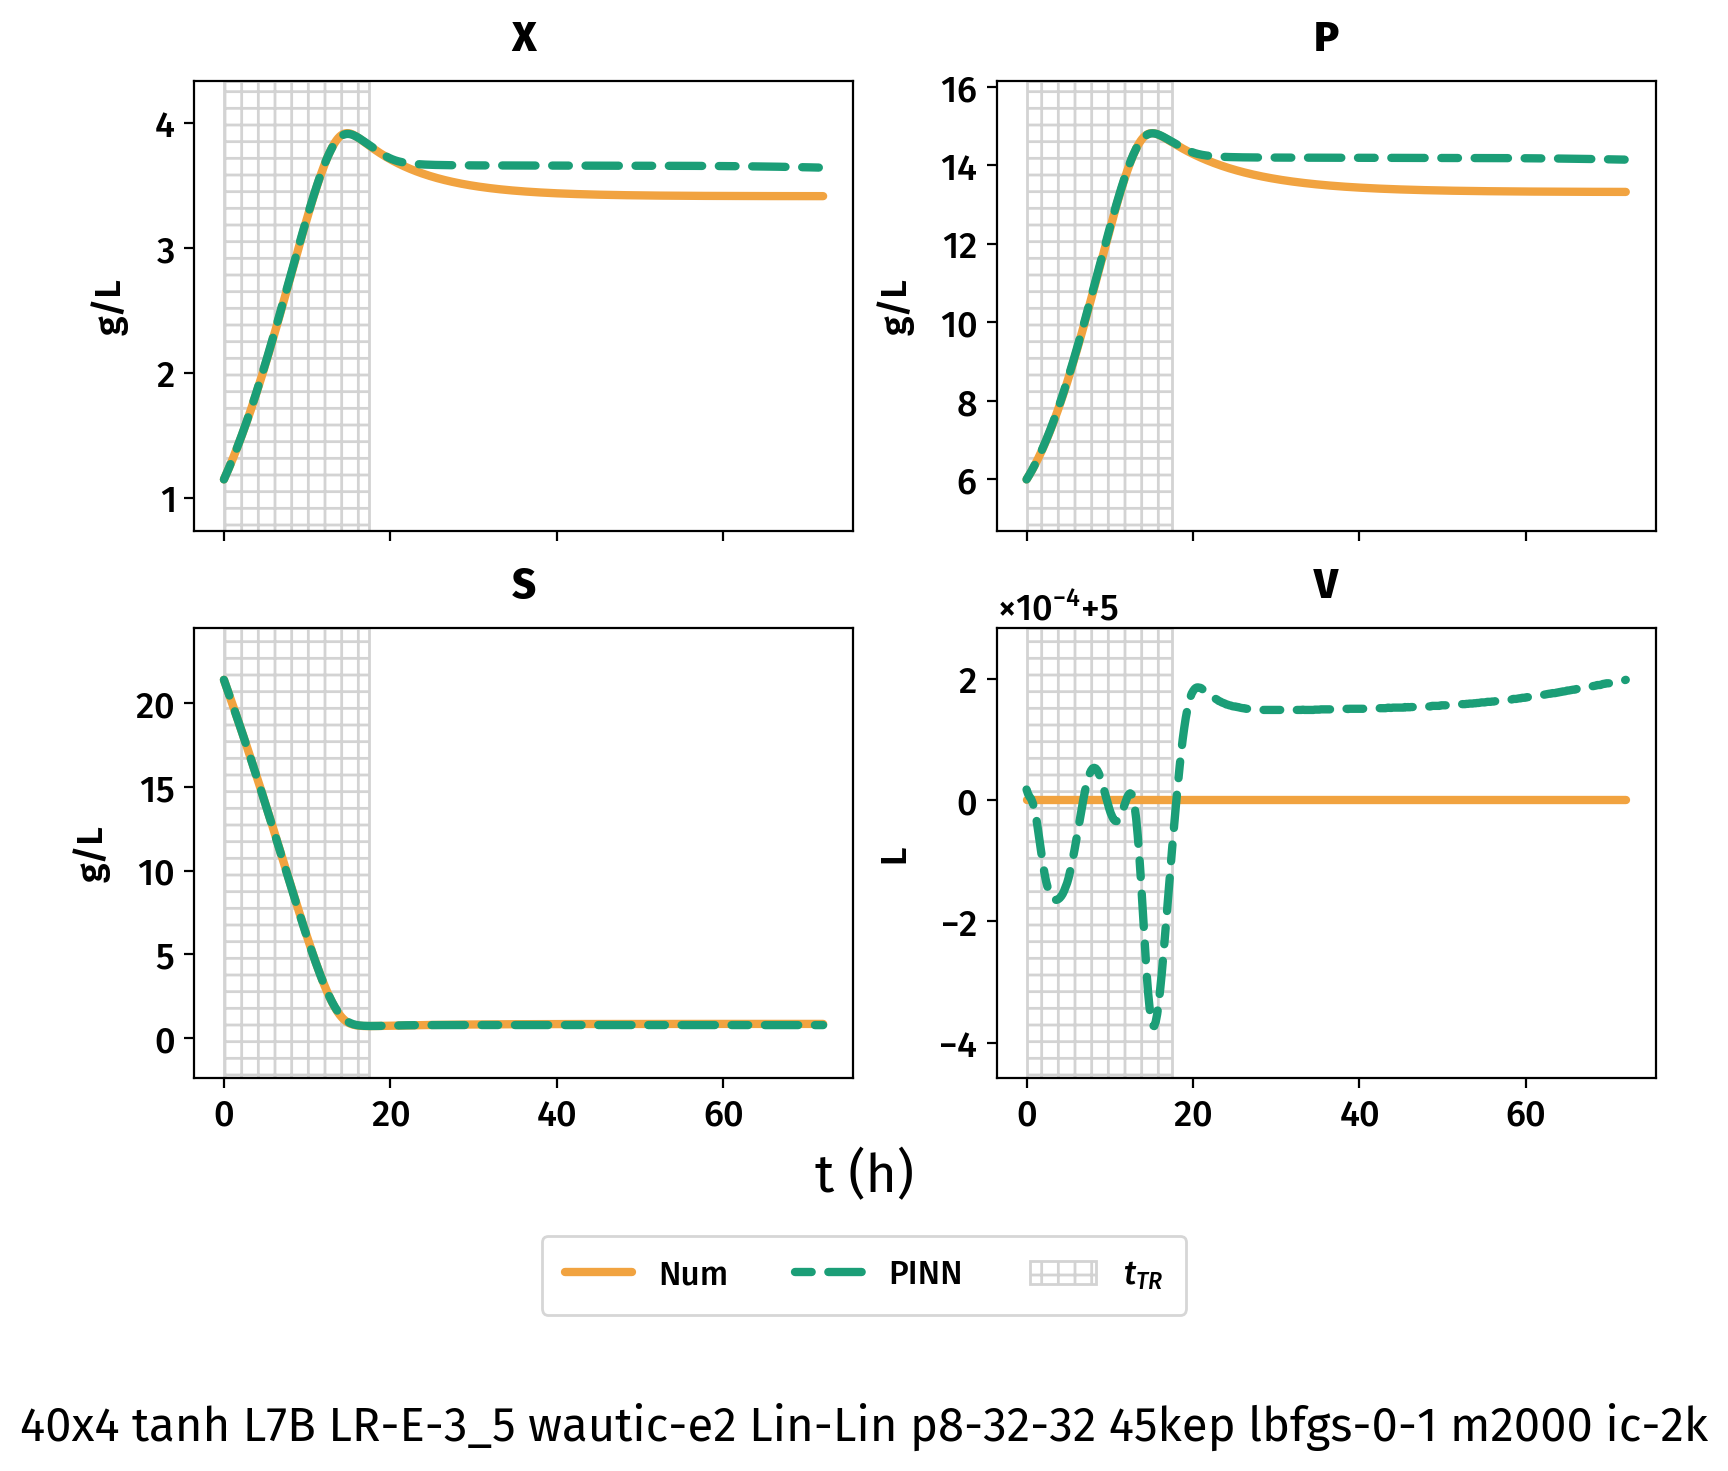 X
P
4
3
2
1
g/L
16
14
12
10
8
6
g/L
S
V
×10⁻⁴+5
20
15
10
5
0
g/L
2
0
−2
−4
L
0 20 40 60
0 20 40 60
t (h)
Num PINN t_TR
40x4 tanh L7B LR-E-3_5 wautic-e2 Lin-Lin p8-32-32 45kep lbfgs-0-1 m2000 ic-2k